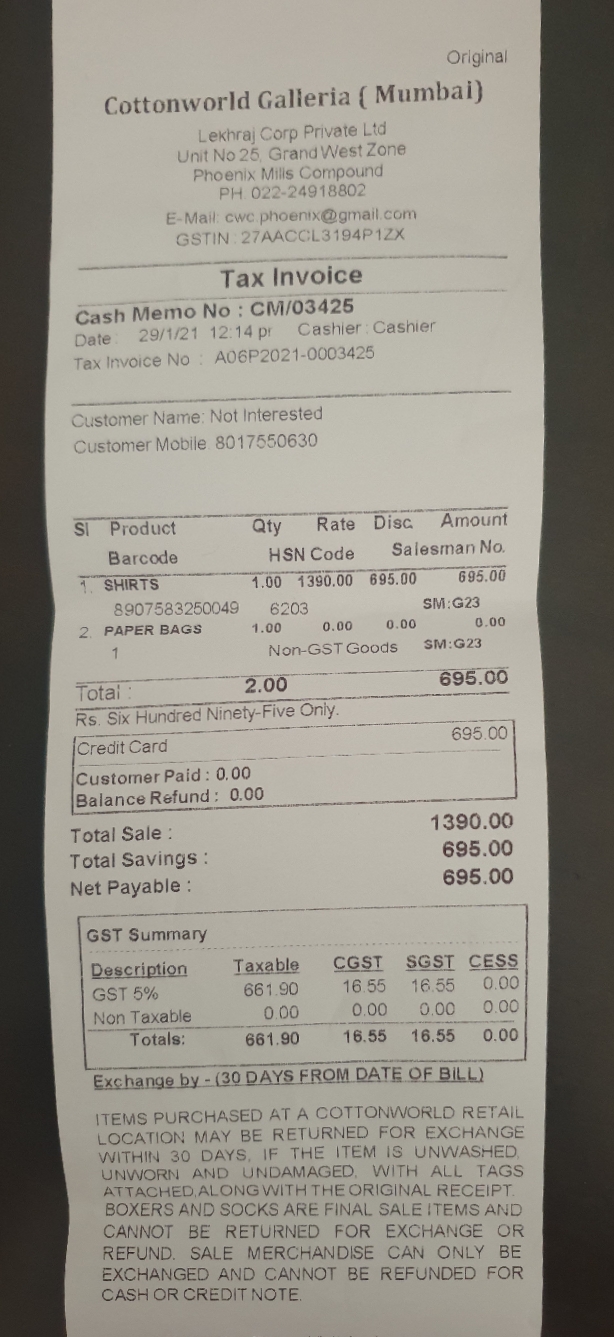 Original
Cottonworld Galleria ( Mumbai)
Lekhraj Corp Private Ltd
Unit No 25, Grand West Zone
Phoenix Mills Compound
PH. 022-24918802
E-Mail: cwc.phoenix@gmail.com
GSTIN : 27AACCL3194P1ZX
Tax Invoice
Cash Memo No : CM/03425
Date : 29/1/21 12:14 pr Cashier : Cashier
Tax Invoice No : A06P2021-0003425
Customer Name: Not Interested
Customer Mobile. 8017550630
Sl Product Qty Rate Disc. Amount
Barcode HSN Code Salesman No.
1. SHIRTS 1.00 1390.00 695.00 695.00
8907583250049 6203 SM:G23
2. PAPER BAGS 1.00 0.00 0.00 0.00
1 Non-GST Goods SM:G23
Total : 2.00 695.00
Rs. Six Hundred Ninety-Five Only.
Credit Card 695.00
Customer Paid : 0.00
Balance Refund : 0.00
Total Sale : 1390.00
Total Savings : 695.00
Net Payable : 695.00
GST Summary
Description Taxable CGST SGST CESS
GST 5% 661.90 16.55 16.55 0.00
Non Taxable 0.00 0.00 0.00 0.00
Totals: 661.90 16.55 16.55 0.00
Exchange by - (30 DAYS FROM DATE OF BILL)
ITEMS PURCHASED AT A COTTONWORLD RETAIL
LOCATION MAY BE RETURNED FOR EXCHANGE
WITHIN 30 DAYS, IF THE ITEM IS UNWASHED,
UNWORN AND UNDAMAGED, WITH ALL TAGS
ATTACHED,ALONG WITH THE ORIGINAL RECEIPT.
BOXERS AND SOCKS ARE FINAL SALE ITEMS AND
CANNOT BE RETURNED FOR EXCHANGE OR
REFUND. SALE MERCHANDISE CAN ONLY BE
EXCHANGED AND CANNOT BE REFUNDED FOR
CASH OR CREDIT NOTE.